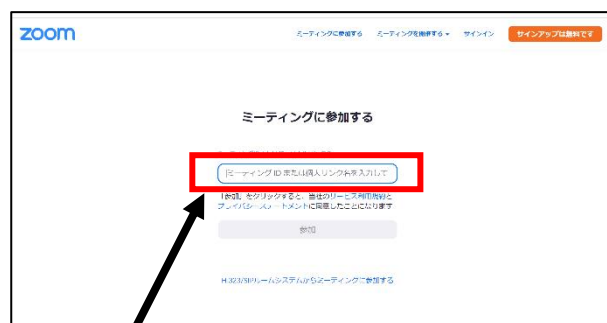 zoom
ミーティングに参加する ミーティングを開催する サインイン サインアップは無料です
ミーティングに参加する
ミーティングID または個人リンク名を入力して
「参加」をクリックすると、当社のサービス利用規約と
プライバシーステートメントに同意したことになります
参加
H.323/SIPルームシステムからミーティングに参加する